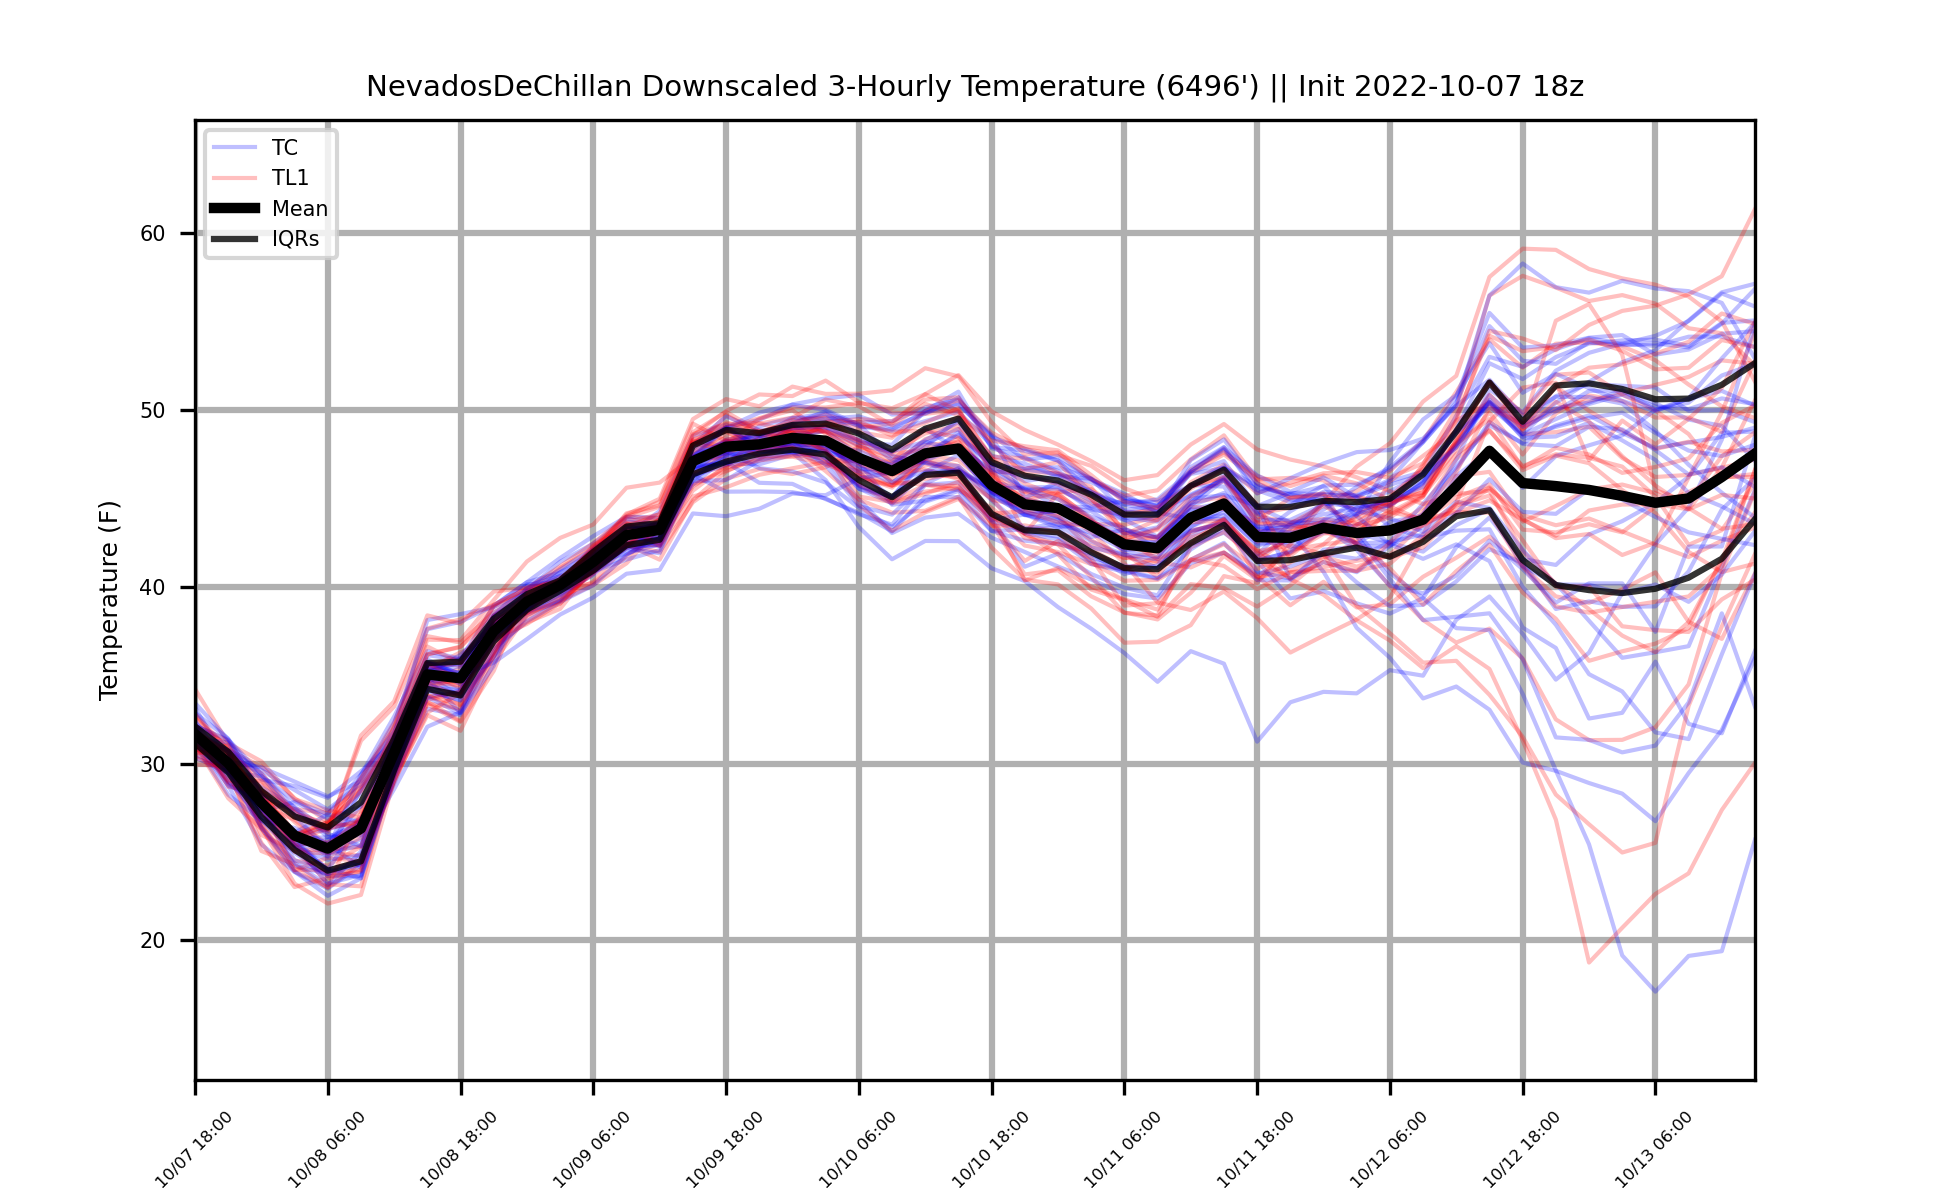 NevadosDeChillan Downscaled 3-Hourly Temperature (6496') || Init 2022-10-07 18z
TC
TL1
Mean
IQRs
Temperature (F)
60
50
40
30
20
10/07 18:00
10/08 06:00
10/08 18:00
10/09 06:00
10/09 18:00
10/10 06:00
10/10 18:00
10/11 06:00
10/11 18:00
10/12 06:00
10/12 18:00
10/13 06:00